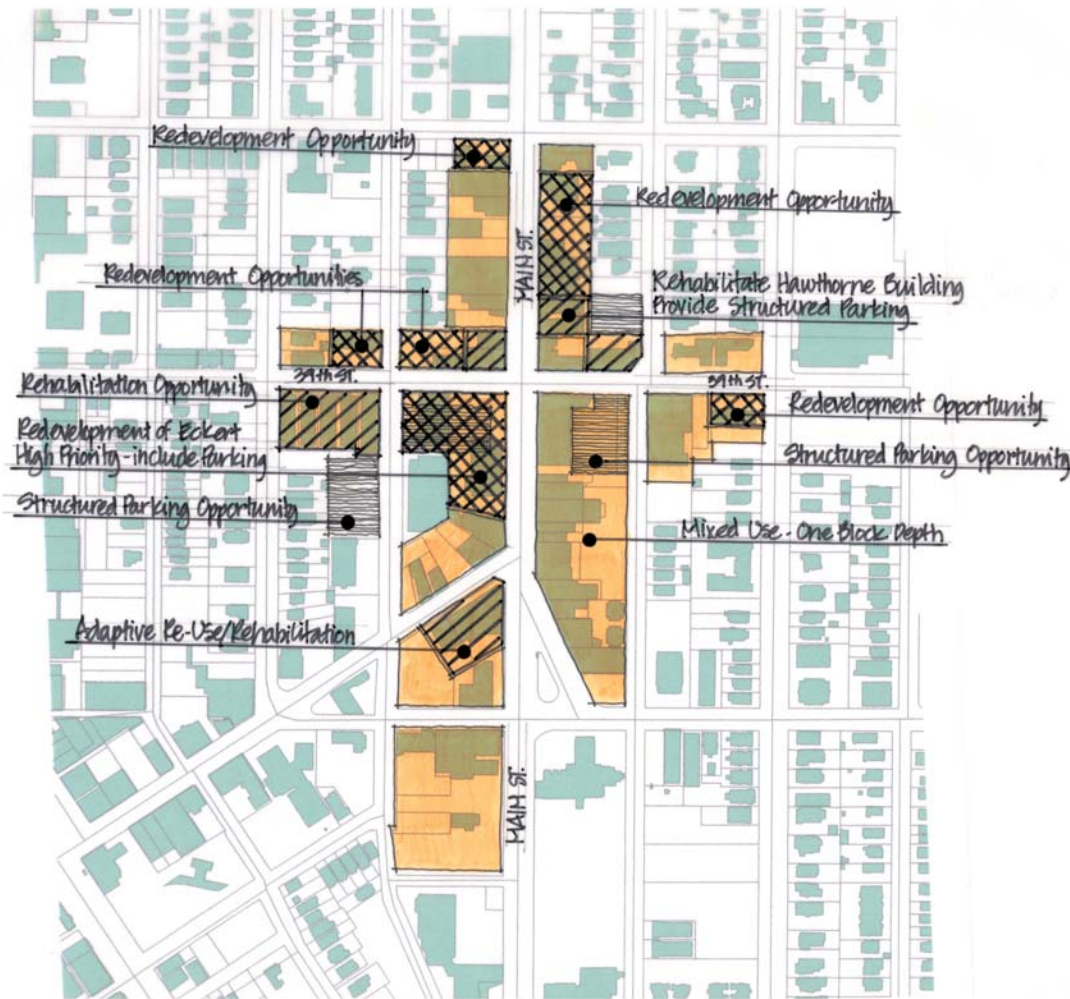 Redevelopment Opportunity
Redevelopment Opportunity
MAIN ST.
Redevelopment Opportunities
Rehabilitate Hawthorne Building
Provide Structured Parking
39th ST.
39th ST.
Rehabilitation Opportunity
Redevelopment of Eckert
High Priority - include Parking
Structured Parking Opportunity
Redevelopment Opportunity
Structured Parking Opportunity
Mixed Use - One Block Depth
Adaptive Re-Use/Rehabilitation
MAIN ST.